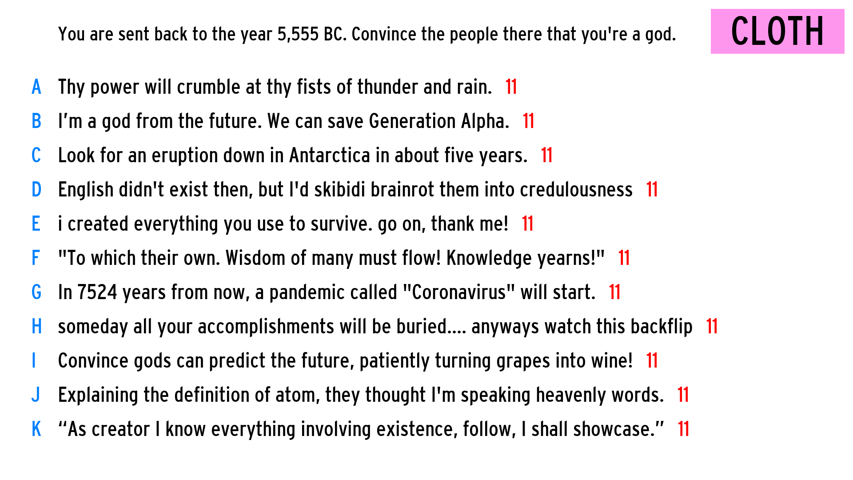 You are sent back to the year 5,555 BC. Convince the people there that you're a god.
CLOTH
A Thy power will crumble at thy fists of thunder and rain. 11
B I’m a god from the future. We can save Generation Alpha. 11
C Look for an eruption down in Antarctica in about five years. 11
D English didn't exist then, but I'd skibidi brainrot them into credulousness 11
E i created everything you use to survive. go on, thank me! 11
F "To which their own. Wisdom of many must flow! Knowledge yearns!" 11
G In 7524 years from now, a pandemic called "Coronavirus" will start. 11
H someday all your accomplishments will be buried.... anyways watch this backflip 11
I Convince gods can predict the future, patiently turning grapes into wine! 11
J Explaining the definition of atom, they thought I'm speaking heavenly words. 11
K “As creator I know everything involving existence, follow, I shall showcase.” 11